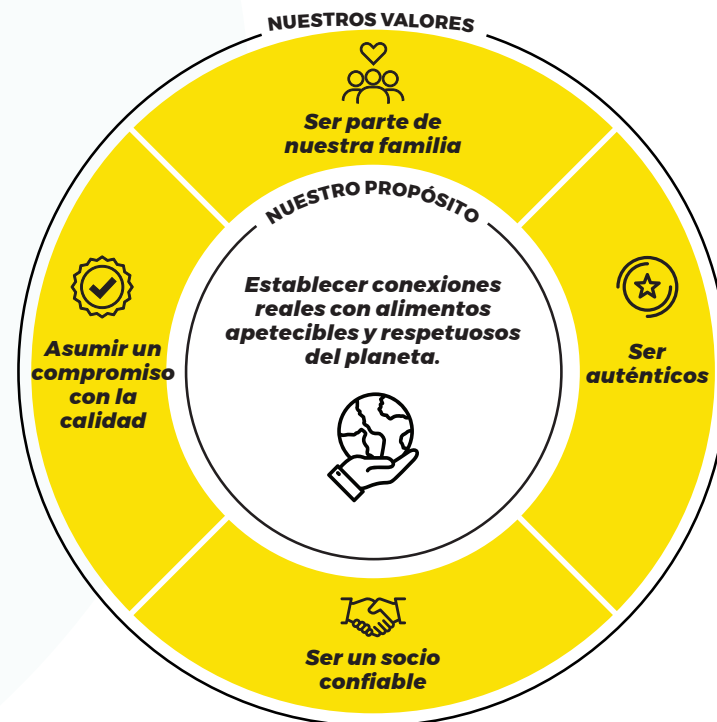 NUESTROS VALORES
Ser parte de
nuestra familia
NUESTRO PROPÓSITO
Establecer conexiones
reales con alimentos
apetecibles y respetuosos
del planeta.
Asumir un
compromiso
con la
calidad
Ser
auténticos
Ser un socio
confiable